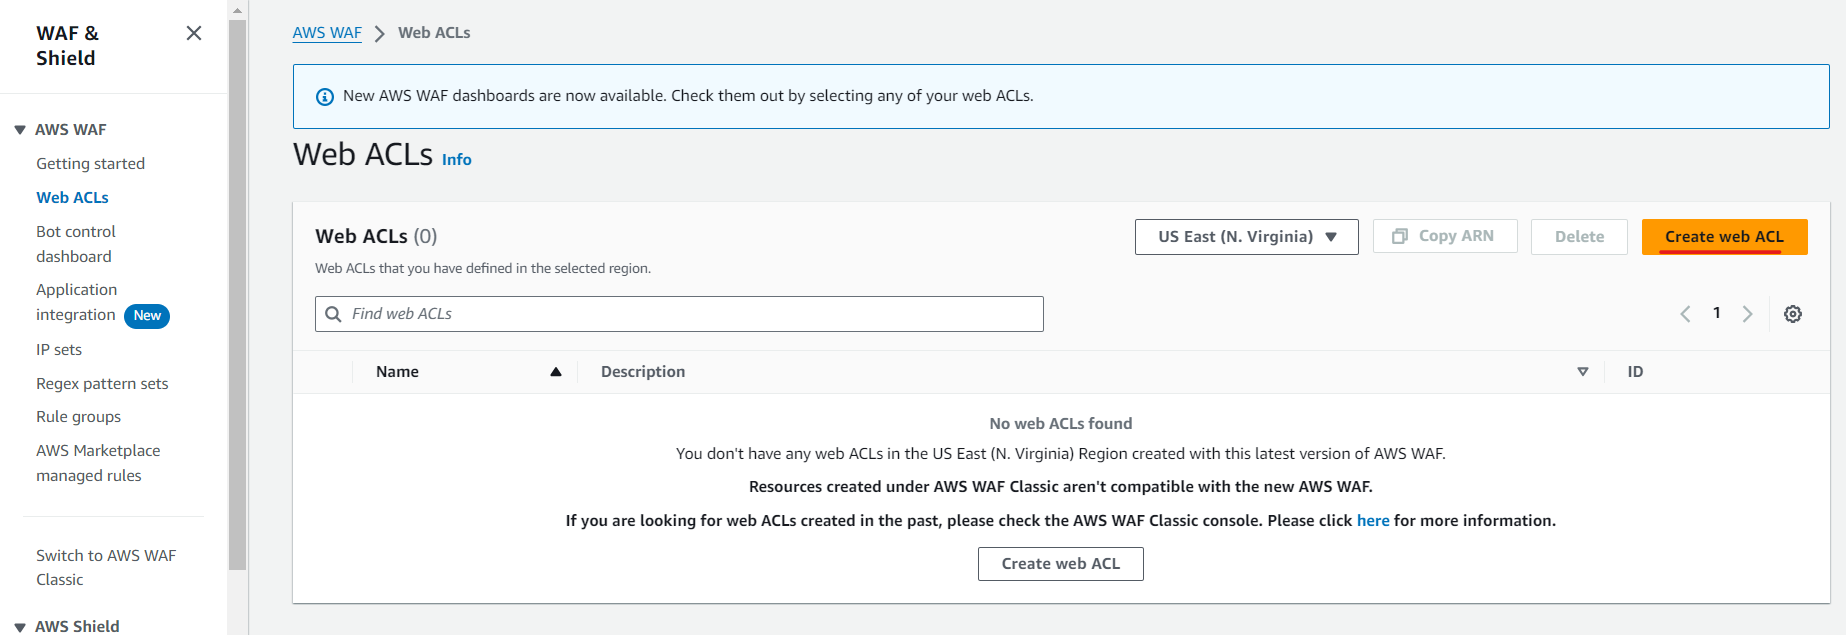 WAF &
Shield
AWS WAF
Getting started
Web ACLs
Bot control
dashboard
Application
integration New
IP sets
Regex pattern sets
Rule groups
AWS Marketplace
managed rules
Switch to AWS WAF
Classic
AWS Shield
AWS WAF Web ACLs
New AWS WAF dashboards are now available. Check them out by selecting any of your web ACLs.
Web ACLs Info
Web ACLs (0)
US East (N. Virginia) Copy ARN Delete Create web ACL
Web ACLs that you have defined in the selected region.
Find web ACLs
1
Name Description ID
No web ACLs found
You don't have any web ACLs in the US East (N. Virginia) Region created with this latest version of AWS WAF.
Resources created under AWS WAF Classic aren't compatible with the new AWS WAF.
If you are looking for web ACLs created in the past, please check the AWS WAF Classic console. Please click here for more information.
Create web ACL